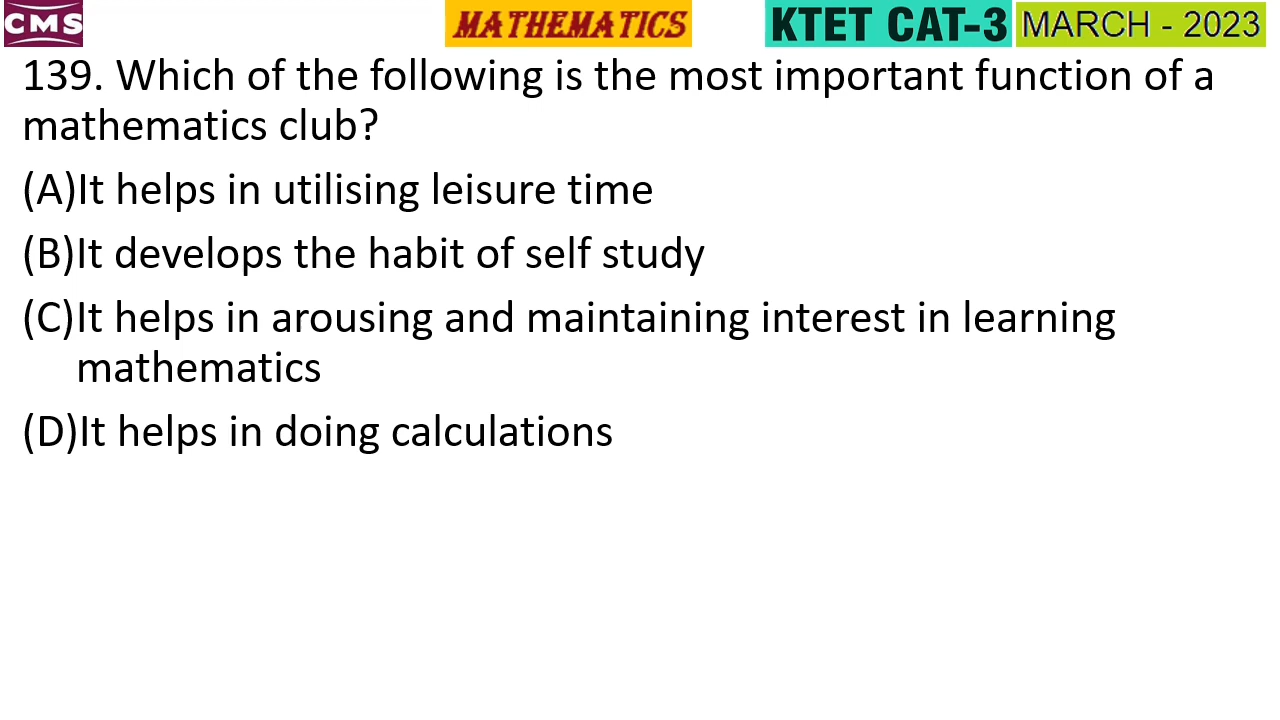 CMS MATHEMATICS KTET CAT-3 MARCH - 2023
139. Which of the following is the most important function of a
mathematics club?
(A)It helps in utilising leisure time
(B)It develops the habit of self study
(C)It helps in arousing and maintaining interest in learning
mathematics
(D)It helps in doing calculations